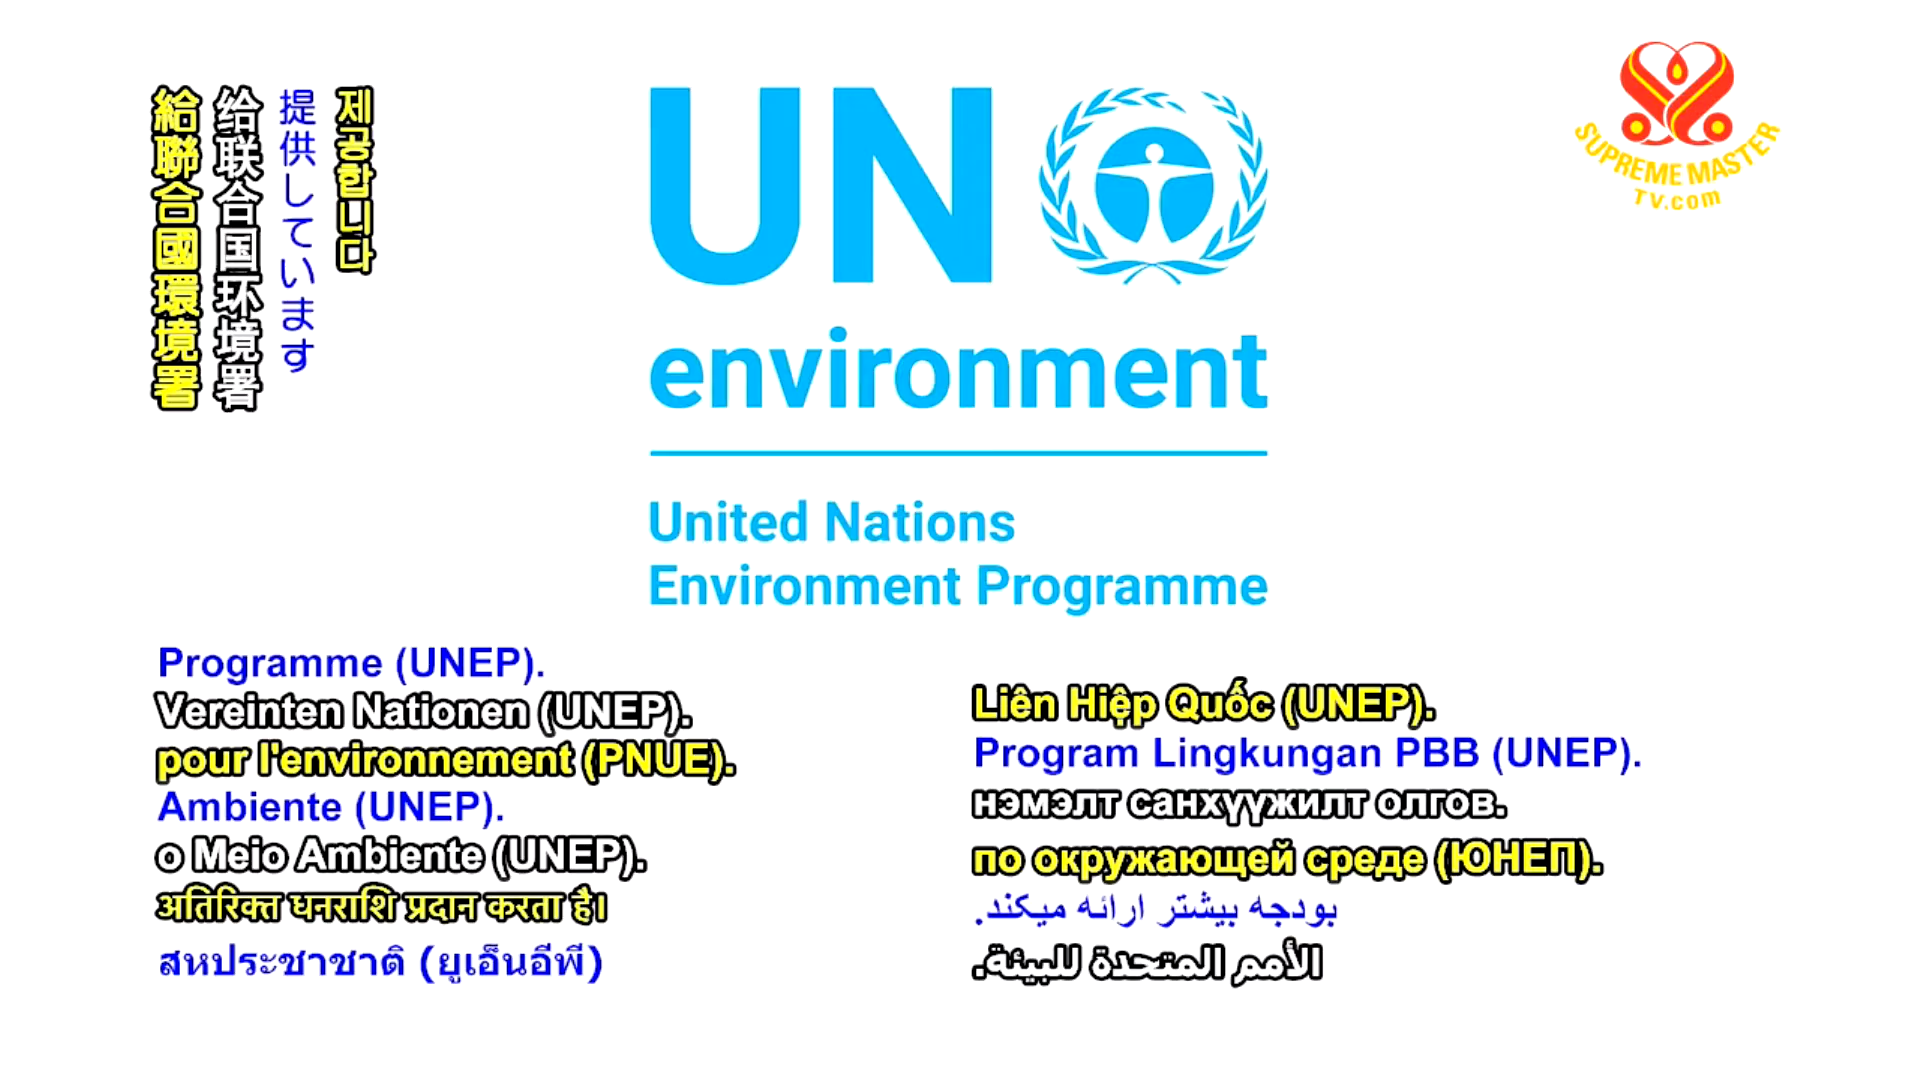 給聯合國環境署
给联合国环境署
提供しています
제공합니다
UN
environment
United Nations
Environment Programme
SUPREME MASTER
TV.com
Programme (UNEP).
Vereinten Nationen (UNEP).
pour l'environnement (PNUE).
Ambiente (UNEP).
o Meio Ambiente (UNEP).
अतिरिक्त धनराशि प्रदान करता है।
สหประชาชาติ (ยูเอ็นอีพี)
Liên Hiệp Quốc (UNEP).
Program Lingkungan PBB (UNEP).
нэмэлт санхүүжилт олгов.
по окружающей среде (ЮНЕП).
بودجه بیشتر ارائه میکند.
الأمم المتحدة للبيئة.